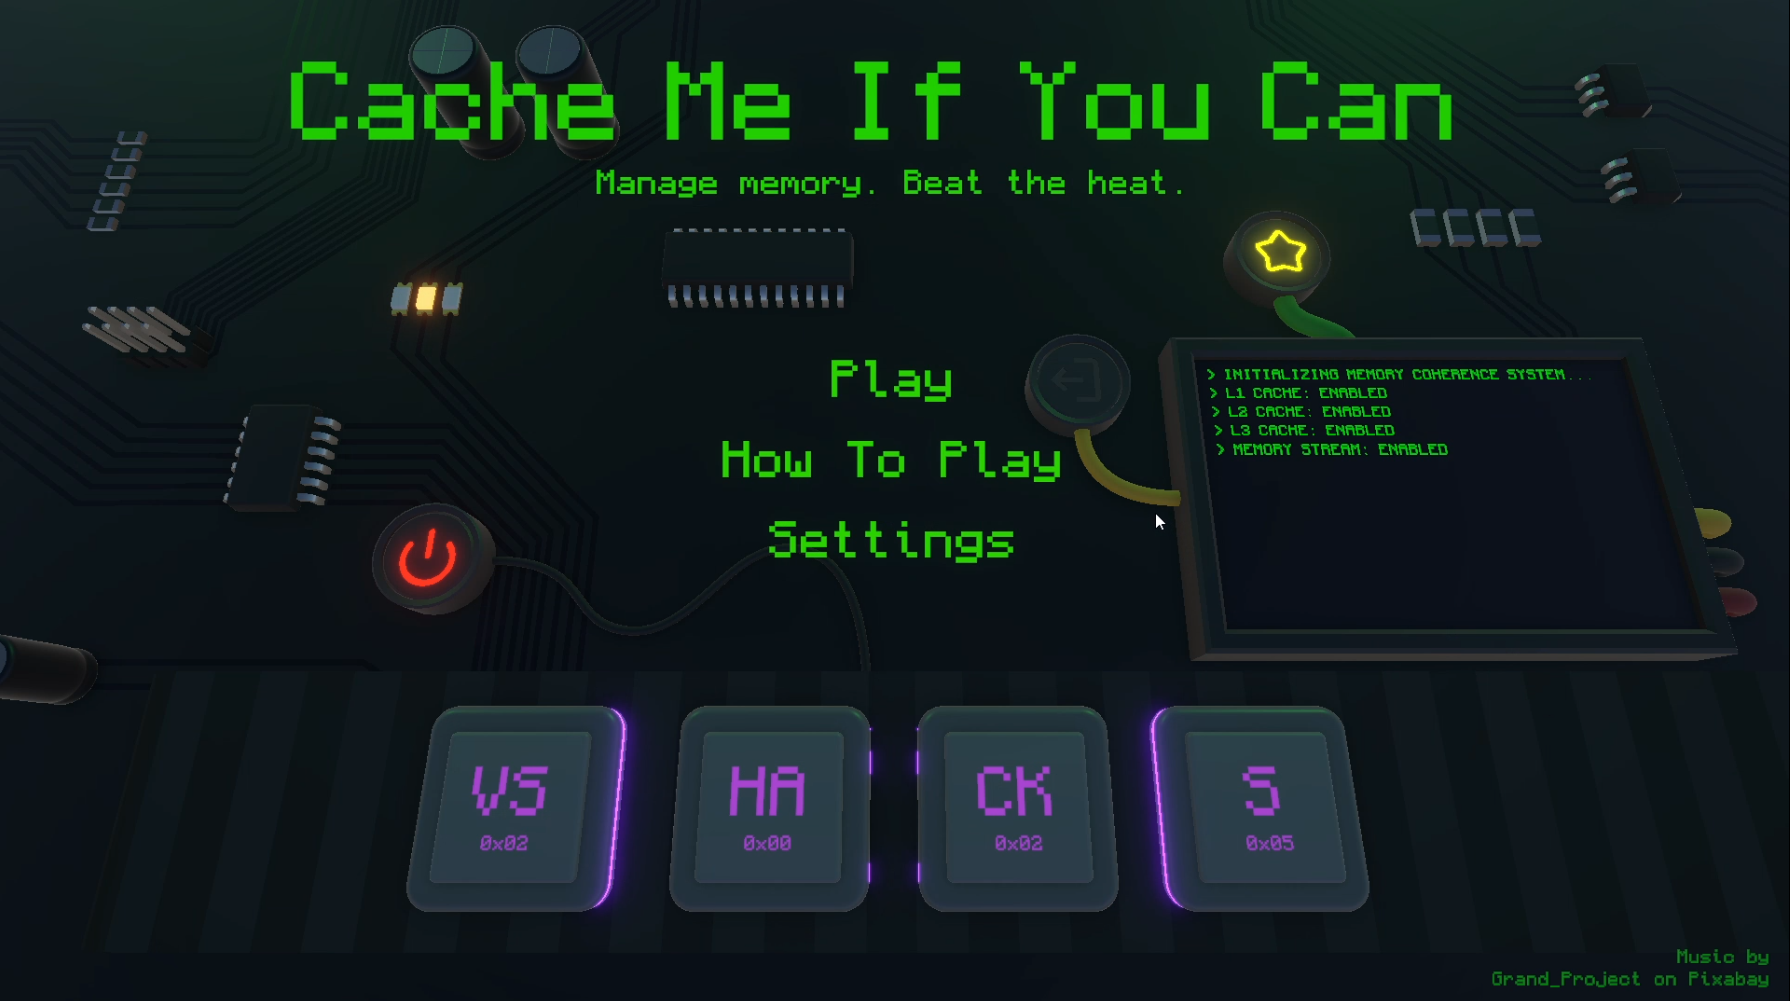 Cache Me If You Can
Manage memory. Beat the heat.
Play
How To Play
Settings
> INITIALIZING MEMORY COHERENCE SYSTEM...
> L1 CACHE: ENABLED
> L2 CACHE: ENABLED
> L3 CACHE: ENABLED
> MEMORY STREAM: ENABLED
VS
0x02
HA
0x00
CK
0x02
S
0x05
Music by
Grand_Project on Pixabay